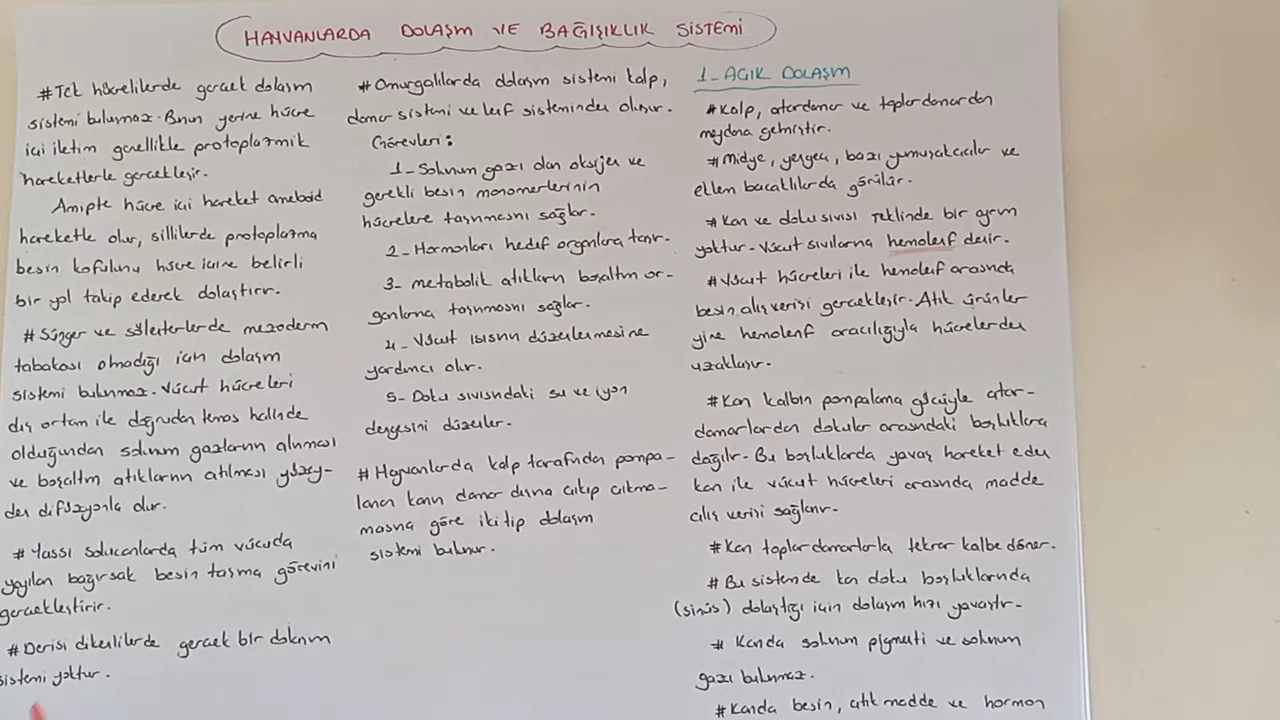 HAYVANLARDA DOLAŞIM VE BAĞIŞIKLIK SİSTEMİ
#Tek hücrelilerde gerçek dolaşım
sistemi bulunmaz. Bunun yerine hücre
içi iletim genellikle protoplazmik
hareketlerle gerçekleşir.
Amipte hücre içi hareket ameboid
hareketle olur, sillilerde protoplazma
besin kofulunu hücre içine belirli
bir yol takip ederek dolaştırır.
#Sünger ve sölenterlerde mezoderm
tabakası olmadığı için dolaşım
sistemi bulunmaz. Vücut hücreleri
dış ortam ile doğrudan temas halinde
olduğundan solunum gazlarının alınması
ve boşaltım atıklarının atılması yüzey-
den difüzyonla olur.
#Yassı solucanlarda tüm vücuda
yayılan bağırsak besin taşıma görevini
gerçekleştirir.
#Derisi dikenlilerde gerçek bir dolaşım
sistemi yoktur.
#Omurgalılarda dolaşım sistemi kalp,
damar sistemi ve lenf sisteminden oluşur.
Görevleri:
1- Solunum gazı olan oksijen ve
gerekli besin monomerlerinin
hücrelere taşınmasını sağlar.
2- Hormonları hedef organlara taşır.
3- metabolik atıkların boşaltım or-
ganlarına taşınmasını sağlar.
4- Vücut ısısının düzenlenmesine
yardımcı olur.
5- Doku sıvısındaki su ve iyon
dengesini düzenler.
#Hayvanlarda kalp tarafından pompa-
lanan kanın damar dışına çıkıp çıkma-
masına göre iki tip dolaşım
sistemi bulunur.
1- AÇIK DOLAŞIM
#Kalp, atardamar ve toplardamardan
meydana gelmiştir.
#Midye, yengeç, bazı yumuşakçalar ve
eklem bacaklılarda görülür.
#Kan ve doku sıvısı şeklinde bir ayrım
yoktur. Vücut sıvılarına hemolenf denir.
#Vücut hücreleri ile hemolenf arasında
besin alış verişi gerçekleşir. Atık ürünler
yine hemolenf aracılığıyla hücrelerden
uzaklaşır.
#Kan kalbin pompalama gücüyle atar-
damarlardan dokular arasındaki boşluklara
dağılır. Bu boşluklarda yavaş hareket eden
kan ile vücut hücreleri arasında madde
alış verişi sağlanır.
#Kan toplardamarlarla tekrar kalbe döner.
#Bu sistemde kan doku boşluklarında
(sinüs) dolaştığı için dolaşım hızı yavaştır.
#Kanda solunum pigmenti ve solunum
gazı bulunmaz.
#Kanda besin, atık madde ve hormon